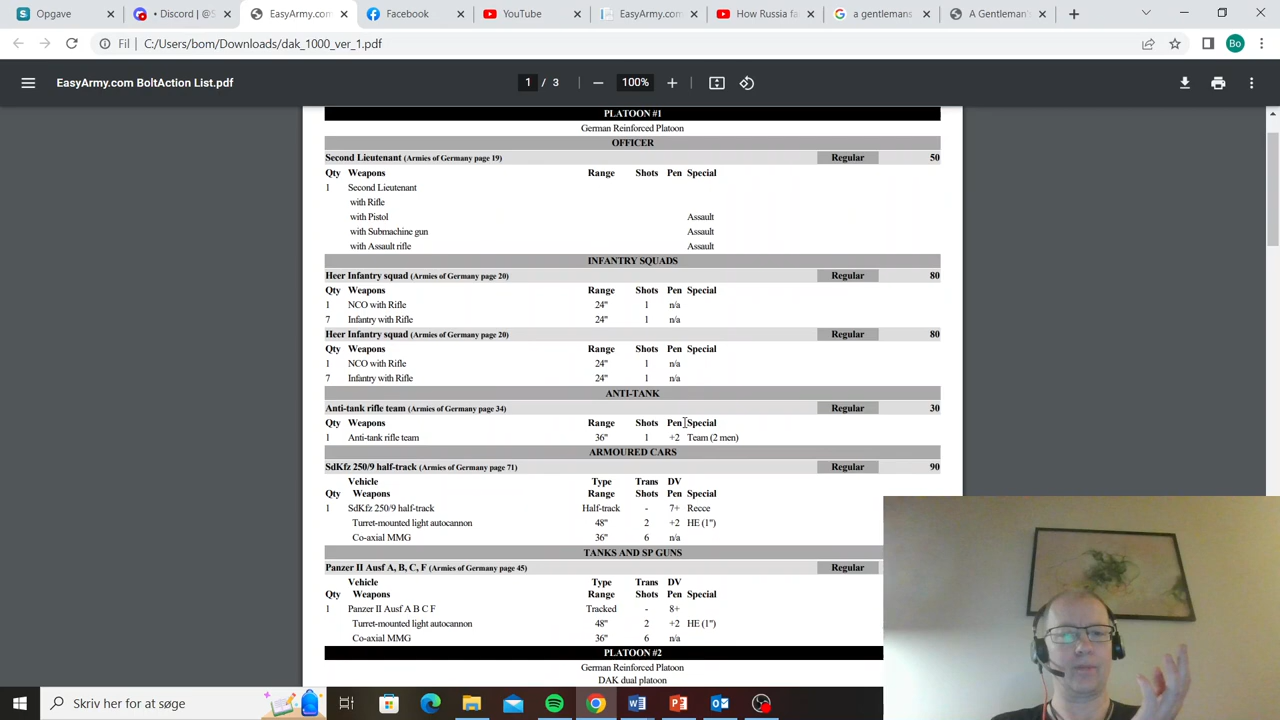 Opgaver
• Discord | @S
EasyArmy.com
Facebook
YouTube
EasyArmy.com
How Russia fa
a gentlemans
A Gentleman's
Fil C:/Users/bom/Downloads/dak_1000_ver_1.pdf
Bo
EasyArmy.com BoltAction List.pdf
1 / 3
100%
PLATOON #1
German Reinforced Platoon
OFFICER
Second Lieutenant (Armies of Germany page 19) Regular 50
Qty Weapons Range Shots Pen Special
1 Second Lieutenant
with Rifle
with Pistol Assault
with Submachine gun Assault
with Assault rifle Assault
INFANTRY SQUADS
Heer Infantry squad (Armies of Germany page 20) Regular 80
Qty Weapons Range Shots Pen Special
1 NCO with Rifle 24" 1 n/a
7 Infantry with Rifle 24" 1 n/a
Heer Infantry squad (Armies of Germany page 20) Regular 80
Qty Weapons Range Shots Pen Special
1 NCO with Rifle 24" 1 n/a
7 Infantry with Rifle 24" 1 n/a
ANTI-TANK
Anti-tank rifle team (Armies of Germany page 34) Regular 30
Qty Weapons Range Shots Pen Special
1 Anti-tank rifle team 36" 1 +2 Team (2 men)
ARMOURED CARS
SdKfz 250/9 half-track (Armies of Germany page 71) Regular 90
Vehicle Type Trans DV
Qty Weapons Range Shots Pen Special
1 SdKfz 250/9 half-track Half-track - 7+ Recce
Turret-mounted light autocannon 48" 2 +2 HE (1")
Co-axial MMG 36" 6 n/a
TANKS AND SP GUNS
Panzer II Ausf A, B, C, F (Armies of Germany page 45) Regular
Vehicle Type Trans DV
Qty Weapons Range Shots Pen Special
1 Panzer II Ausf A B C F Tracked - 8+
Turret-mounted light autocannon 48" 2 +2 HE (1")
Co-axial MMG 36" 6 n/a
PLATOON #2
German Reinforced Platoon
DAK dual platoon
Skriv her for at søge